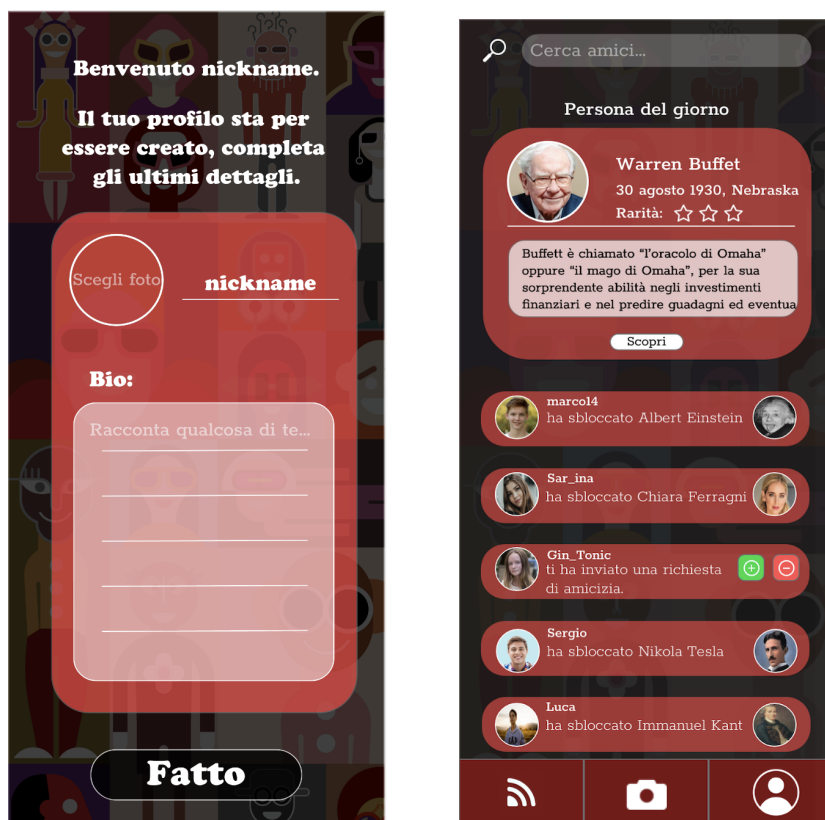 Benvenuto nickname.
Il tuo profilo sta per
essere creato, completa
gli ultimi dettagli.
Scegli foto
nickname
Bio:
Racconta qualcosa di te...
Fatto
Cerca amici...
Persona del giorno
Warren Buffet
30 agosto 1930, Nebraska
Rarità:
Buffett è chiamato “l'oracolo di Omaha”
oppure “il mago di Omaha”, per la sua
sorprendente abilità negli investimenti
finanziari e nel predire guadagni ed eventua
Scopri
marco14
ha sbloccato Albert Einstein
Sar_ina
ha sbloccato Chiara Ferragni
Gin_Tonic
ti ha inviato una richiesta
di amicizia.
Sergio
ha sbloccato Nikola Tesla
Luca
ha sbloccato Immanuel Kant